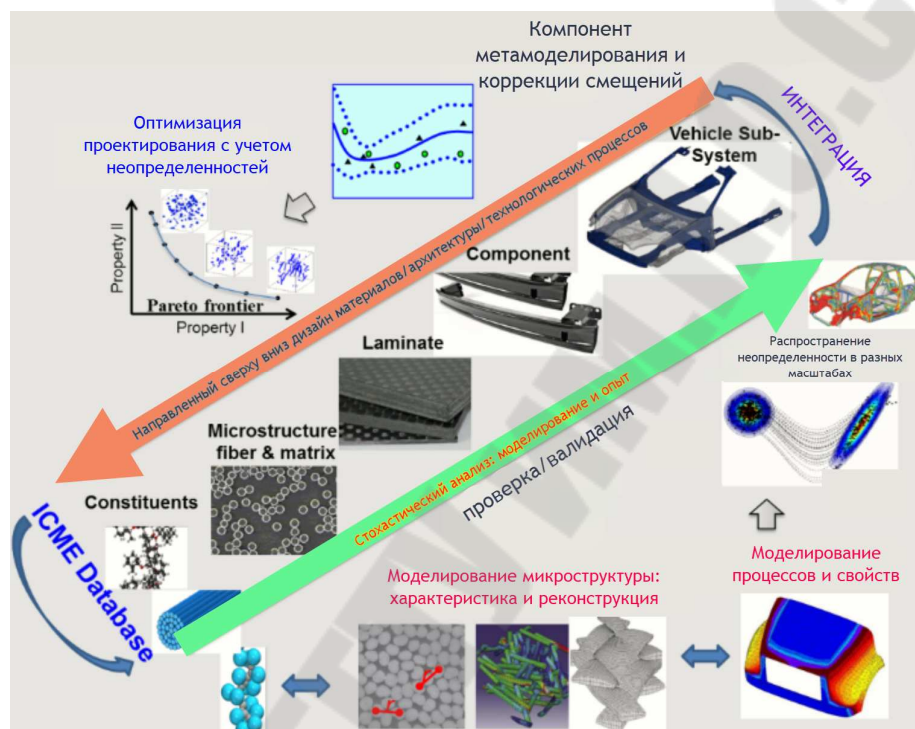 Компонент
метамоделирования и
коррекции смещений
ИНТЕГРАЦИЯ
Оптимизация
проектирования с учетом
неопределенностей
Vehicle Sub-
System
Направленный сверху вниз дизайн материалов/архитектуры/технологических процессов
Component
Property II
Pareto frontier
Property I
Laminate
Распространение
неопределенности в разных
масштабах
Стохастический анализ: моделирование и опыт
проверка/валидация
Microstructure
fiber & matrix
Constituents
ICME Database
Моделирование микроструктуры:
характеристика и реконструкция
Моделирование
процессов и свойств
r
r